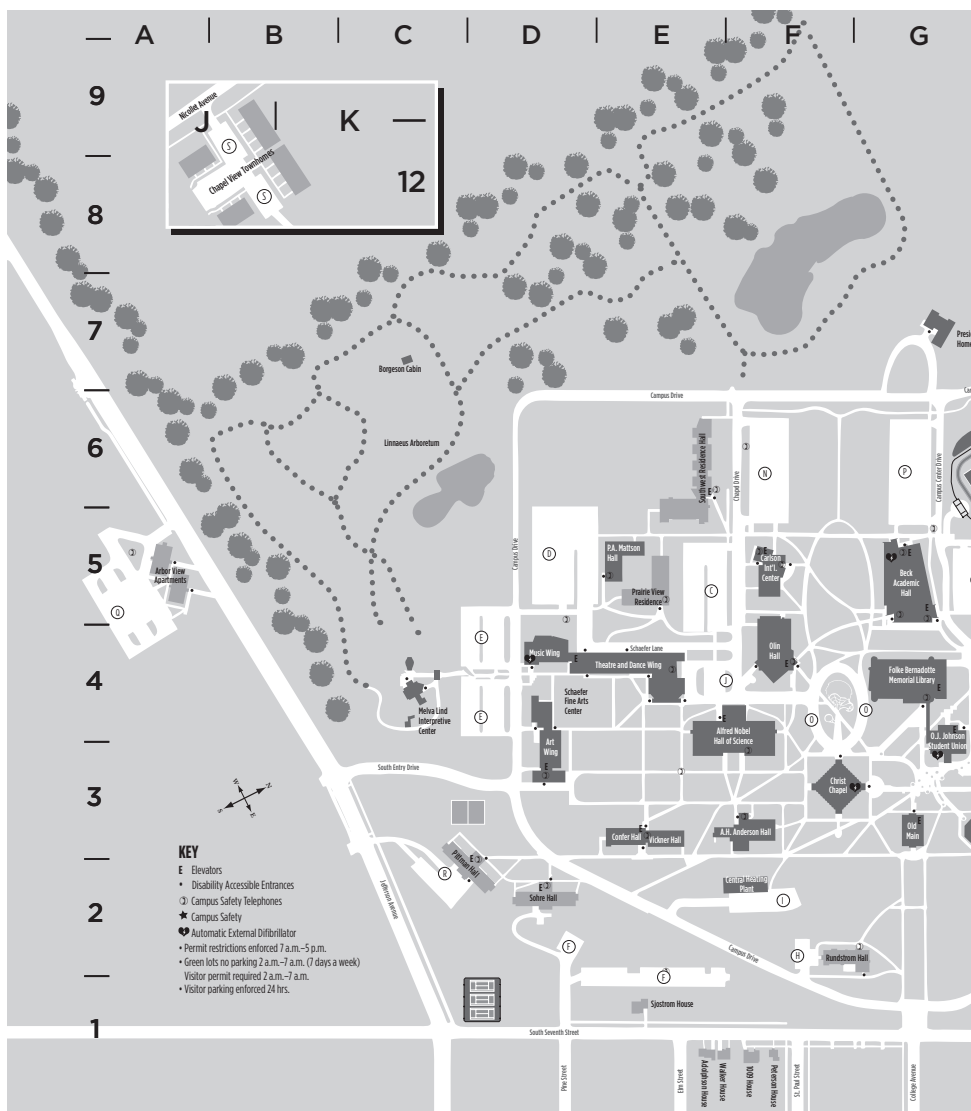 A B C D E F G
9
8
7
6
5
4
3
2
1
Nicollet Avenue
J K
S
Chapel View Townhomes
S
12
Borgeson Cabin
Linnaeus Arboretum
Campus Drive
Southwest Residence Hall
E
Chapel Drive
N
P
Campus Center Drive
Arbor View
Apartments
Q
Campus Drive
D
P.A. Mattson
Hall
Prairie View
Residence
C
E
Carlson
Int'l.
Center
E
Beck
Academic
Hall
E
E
E
Music Wing
E
Schaefer Lane
Theatre and Dance Wing
E
Olin
Hall
E
Folke Bernadotte
Memorial Library
E
Melva Lind
Interpretive
Center
E
Schaefer
Fine Arts
Center
J
O
O
E
Alfred Nobel
Hall of Science
E
O.J. Johnson
Student Union
Art
Wing
E
South Entry Drive
Christ
Chapel
W N
S E
Confer Hall
E
E
Vickner Hall
E
A.H. Anderson Hall
E
Old
Main
Pittman Hall
E
R
E
Sohre Hall
Central Heating
Plant
I
F
Campus Drive
H
Rundstrom Hall
F
Jefferson Avenue
Sjostrom House
KEY
E Elevators
• Disability Accessible Entrances
Campus Safety Telephones
★ Campus Safety
Automatic External Difibrillator
• Permit restrictions enforced 7 a.m.–5 p.m.
• Green lots no parking 2 a.m.–7 a.m. (7 days a week)
Visitor permit required 2 a.m.–7 a.m.
• Visitor parking enforced 24 hrs.
South Seventh Street
Pine Street
Elm Street
Adolphson House
Walker House
1019 House
Peterson House
St. Paul Street
College Avenue